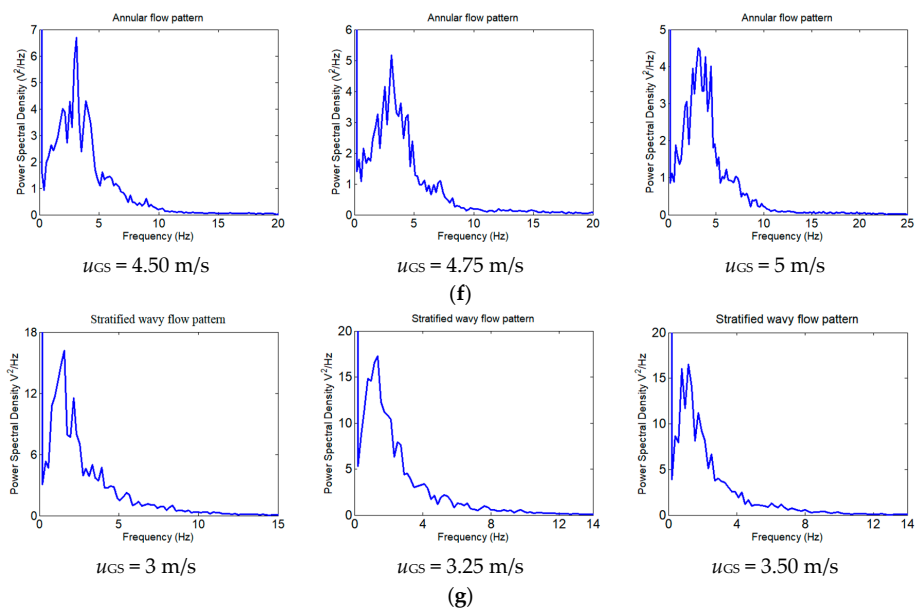 Annular flow pattern
Power Spectral Density (V²/Hz)
7
6
5
4
3
2
1
0
0 5 10 15 20
Frequency (Hz)
uGS = 4.50 m/s
Annular flow pattern
Power Spectral Density V²/Hz
6
5
4
3
2
1
0
0 5 10 15 20
Frequency (Hz)
uGS = 4.75 m/s
Annular flow pattern
Power Spectral Density V²/Hz
5
4
3
2
1
0
0 5 10 15 20 25
Frequency (Hz)
uGS = 5 m/s
(f)
Stratified wavy flow pattern
Power Spectral Density V²/Hz
18
12
6
0
0 5 10 15
Frequency (Hz)
uGS = 3 m/s
Stratified wavy flow pattern
Power Spectral Density V²/Hz
20
15
10
5
0
0 4 8 12 14
Frequency (Hz)
uGS = 3.25 m/s
Stratified wavy flow pattern
Power Spectral Density V²/Hz
20
15
10
5
0
0 4 8 12 14
Frequency (Hz)
uGS = 3.50 m/s
(g)